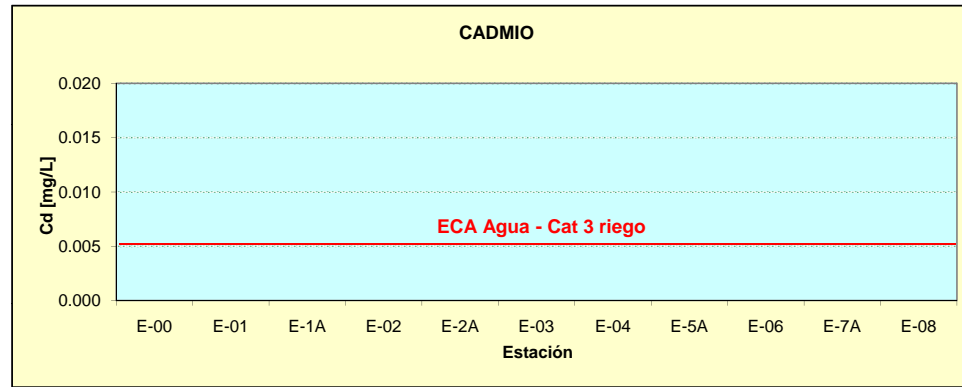 CADMIO
Cd [mg/L]
0.020
0.015
0.010
0.005
0.000
ECA Agua - Cat 3 riego
E-00 E-01 E-1A E-02 E-2A E-03 E-04 E-5A E-06 E-7A E-08
Estación